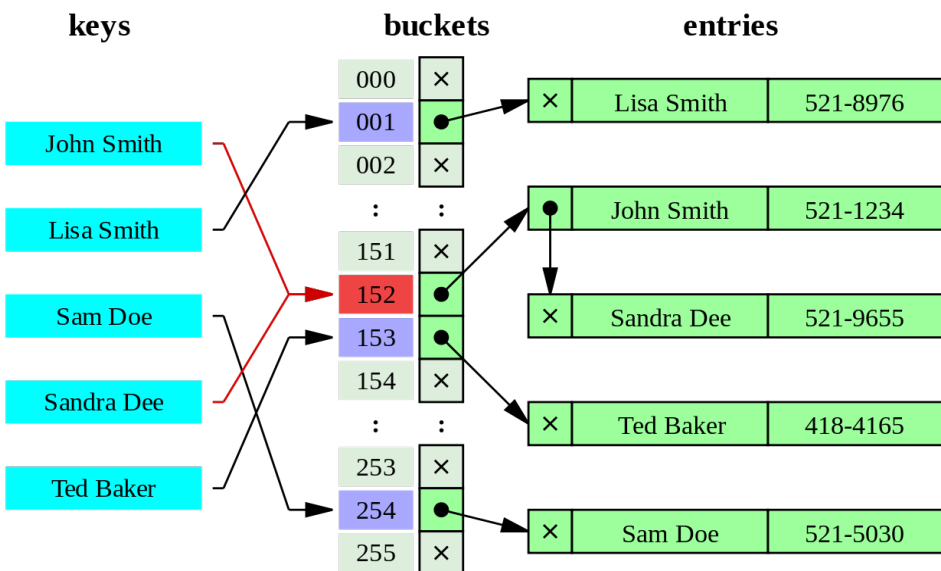 keys
buckets
entries
John Smith
Lisa Smith
Sam Doe
Sandra Dee
Ted Baker
000 ×
001
002 ×
: :
151 ×
152
153
154 ×
: :
253 ×
254
255 ×
× Lisa Smith 521-8976
John Smith 521-1234
× Sandra Dee 521-9655
× Ted Baker 418-4165
× Sam Doe 521-5030